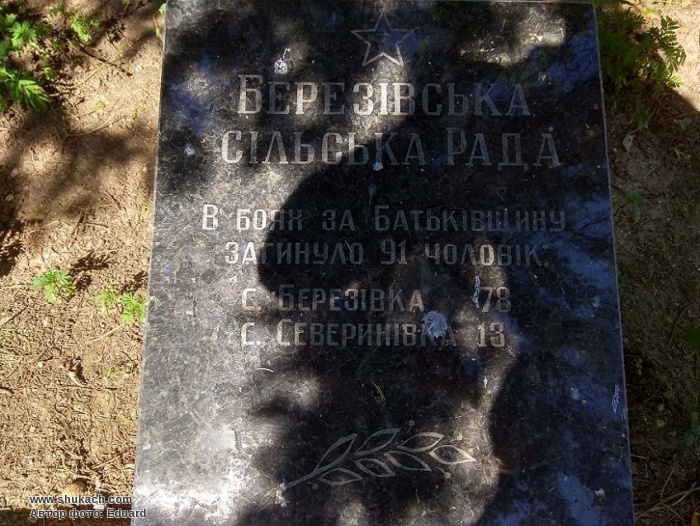 Березівська
сільська Рада
В боях за Батьківщину
загинуло 91 чоловік.
с. Березівка 78
с. Северинівка 13
www.shukach.com
Автор фото: Eduard